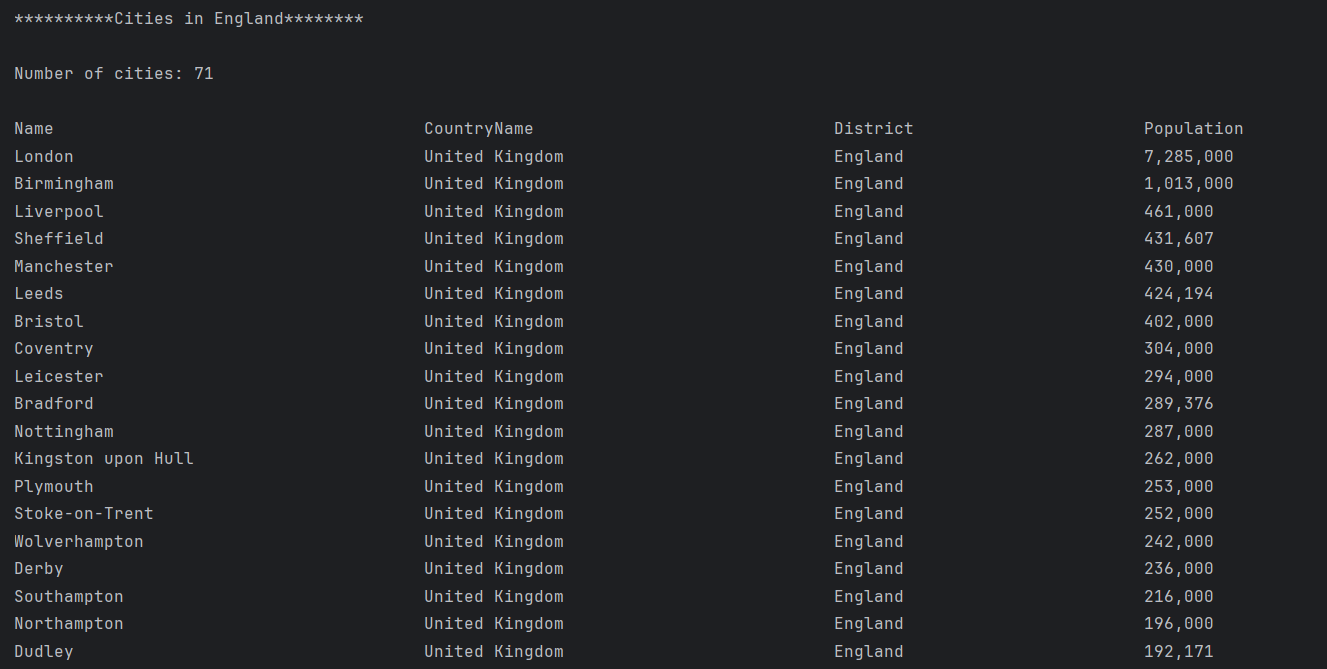 **********Cities in England********
Number of cities: 71
Name CountryName District Population
London United Kingdom England 7,285,000
Birmingham United Kingdom England 1,013,000
Liverpool United Kingdom England 461,000
Sheffield United Kingdom England 431,607
Manchester United Kingdom England 430,000
Leeds United Kingdom England 424,194
Bristol United Kingdom England 402,000
Coventry United Kingdom England 304,000
Leicester United Kingdom England 294,000
Bradford United Kingdom England 289,376
Nottingham United Kingdom England 287,000
Kingston upon Hull United Kingdom England 262,000
Plymouth United Kingdom England 253,000
Stoke-on-Trent United Kingdom England 252,000
Wolverhampton United Kingdom England 242,000
Derby United Kingdom England 236,000
Southampton United Kingdom England 216,000
Northampton United Kingdom England 196,000
Dudley United Kingdom England 192,171